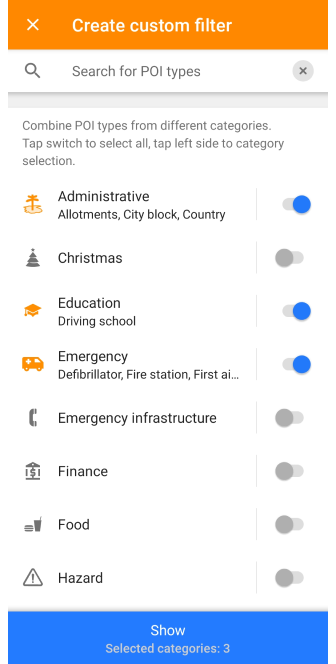 Create custom filter
Search for POI types
Combine POI types from different categories.
Tap switch to select all, tap left side to category
selection.
Administrative
Allotments, City block, Country
Christmas
Education
Driving school
Emergency
Defibrillator, Fire station, First ai...
Emergency infrastructure
Finance
Food
Hazard
Show
Selected categories: 3